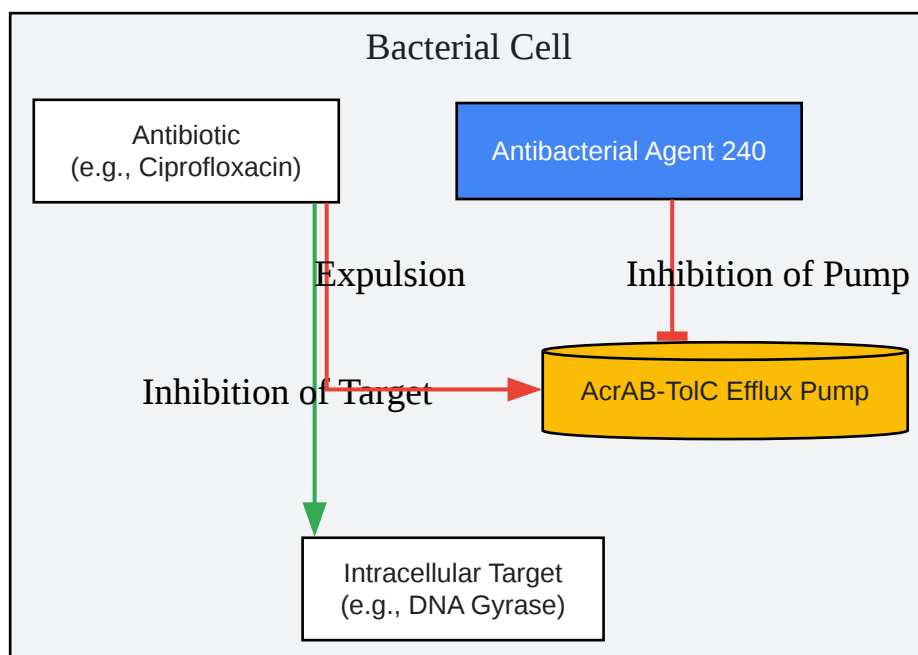 Bacterial Cell
Antibiotic
(e.g., Ciprofloxacin)
Antibacterial Agent 240
Expulsion
Inhibition of Pump
Inhibition of Target
AcrAB-TolC Efflux Pump
Intracellular Target
(e.g., DNA Gyrase)